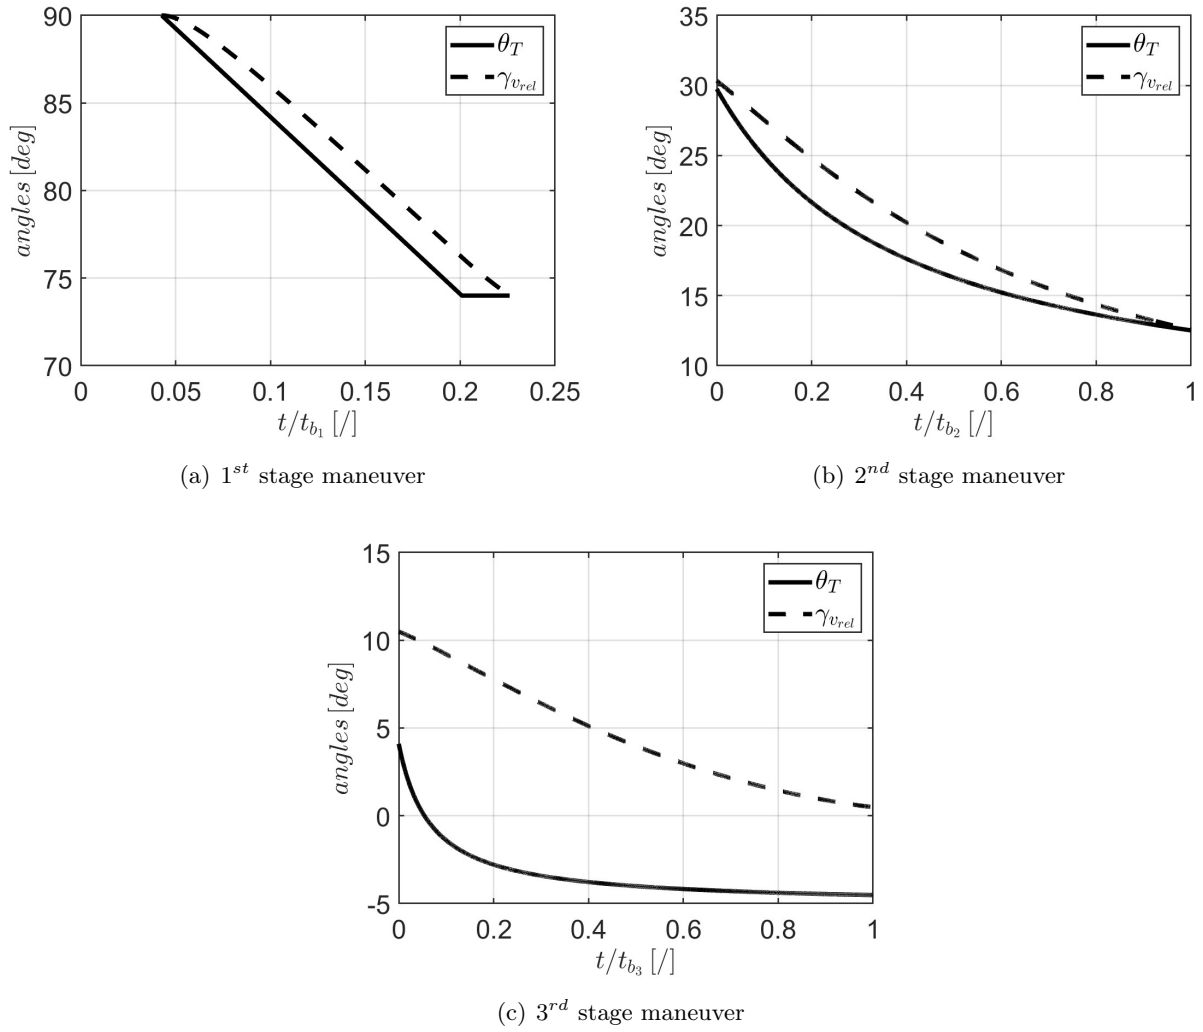 90
85
80
75
70
angles [deg]
0
0.05
0.1
0.15
0.2
0.25
t/t_{b_1} [/]
θ_T
γ_{v_{rel}}
(a) 1^{st} stage maneuver
35
30
25
20
15
10
angles [deg]
0
0.2
0.4
0.6
0.8
1
t/t_{b_2} [/]
θ_T
γ_{v_{rel}}
(b) 2^{nd} stage maneuver
15
10
5
0
-5
angles [deg]
0
0.2
0.4
0.6
0.8
1
t/t_{b_3} [/]
θ_T
γ_{v_{rel}}
(c) 3^{rd} stage maneuver